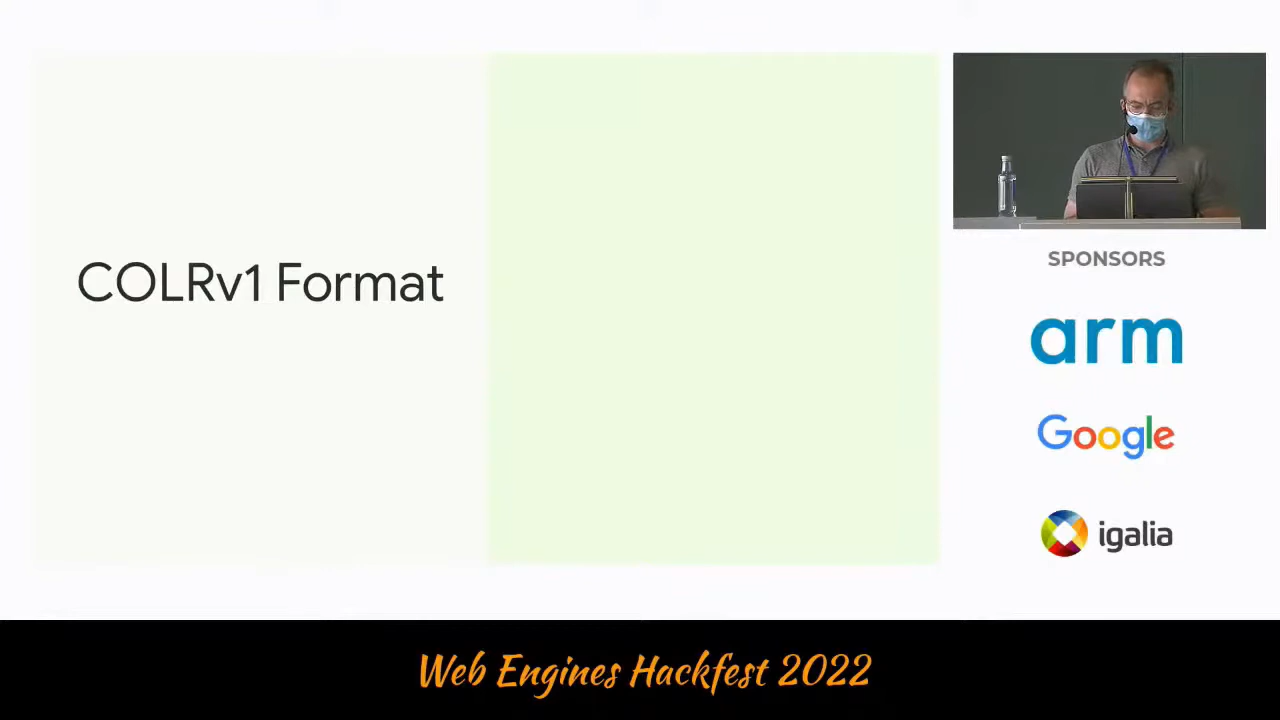 COLRv1 Format
SPONSORS
arm
Google
igalia
Web Engines Hackfest 2022